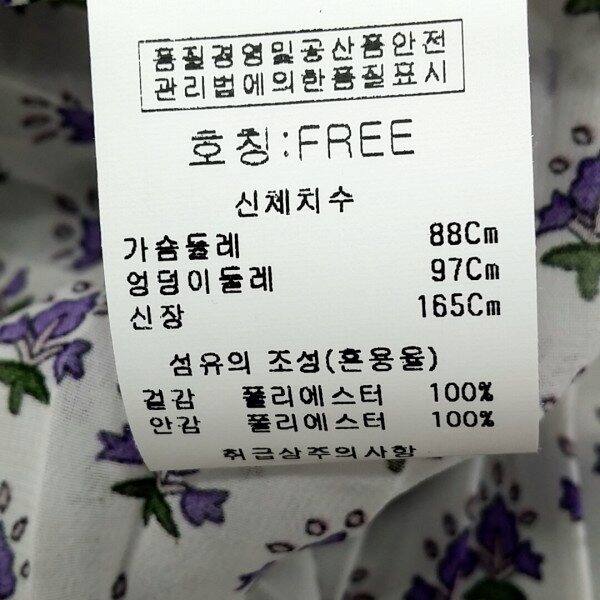 품질경영및공산품안전
관리법에의한품질표시
호칭:FREE
신체치수
가슴둘레 88Cm
엉덩이둘레 97Cm
신장 165Cm
섬유의 조성(혼용율)
겉감 폴리에스터 100%
안감 폴리에스터 100%
취급상주의사항